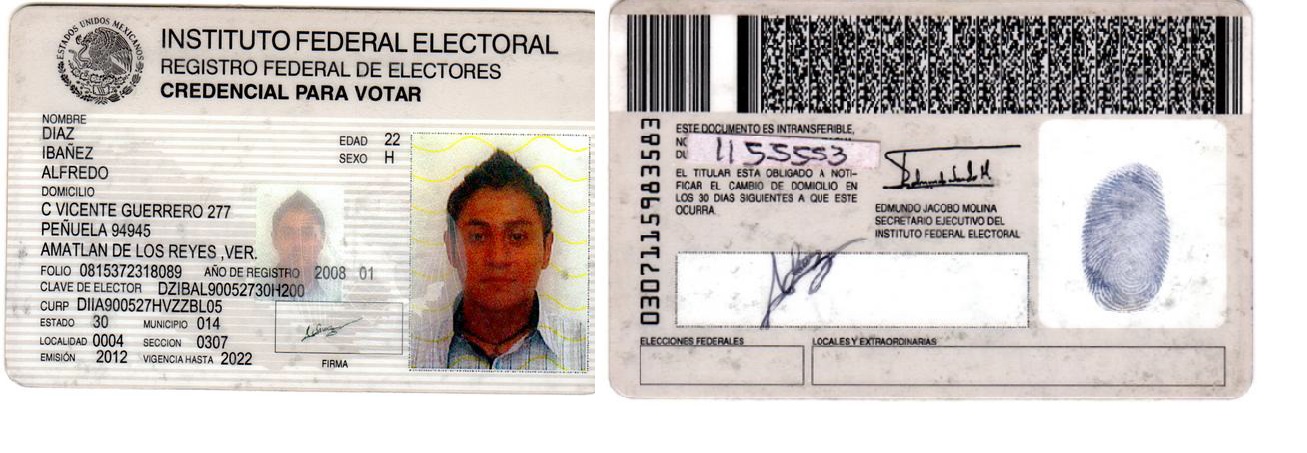 ESTADOS UNIDOS MEXICANOS
INSTITUTO FEDERAL ELECTORAL
REGISTRO FEDERAL DE ELECTORES
CREDENCIAL PARA VOTAR
NOMBRE
DIAZ
IBAÑEZ
ALFREDO
EDAD 22
SEXO H
DOMICILIO
C VICENTE GUERRERO 277
PEÑUELA 94945
AMATLAN DE LOS REYES ,VER.
FOLIO 0815372318089 AÑO DE REGISTRO 2008 01
CLAVE DE ELECTOR DZIBAL90052730H200
CURP DIIA900527HVZZBL05
ESTADO 30 MUNICIPIO 014
LOCALIDAD 0004 SECCION 0307
EMISIÓN 2012 VIGENCIA HASTA 2022
FIRMA
0307115983583
ESTE DOCUMENTO ES INTRANSFERIBLE,
1155553
EL TITULAR ESTA OBLIGADO A NOTI-
FICAR EL CAMBIO DE DOMICILIO EN
LOS 30 DIAS SIGUIENTES A QUE ESTE
OCURRA.
EDMUNDO JACOBO MOLINA
SECRETARIO EJECUTIVO DEL
INSTITUTO FEDERAL ELECTORAL
ELECCIONES FEDERALES
LOCALES Y EXTRAORDINARIAS